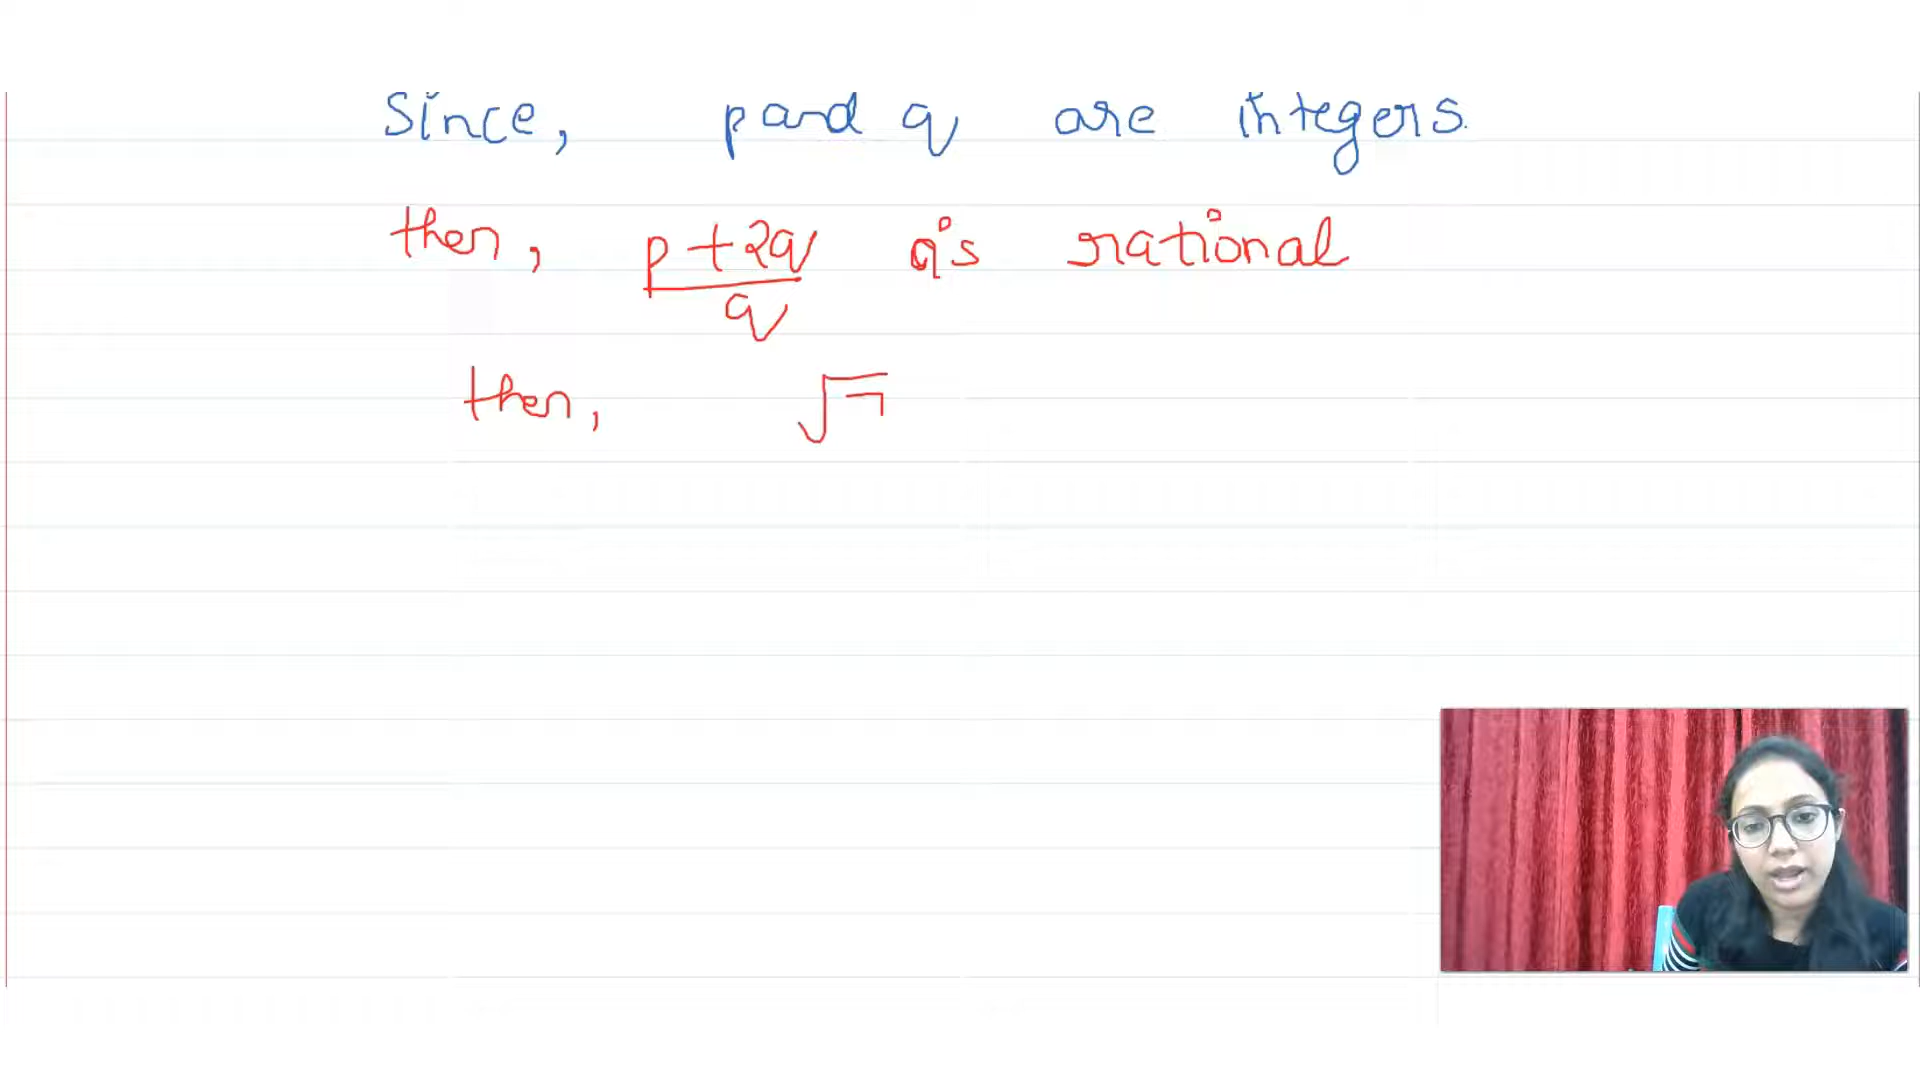 Since, p and q are integers.
then, p+2q/q is rational
then, √7